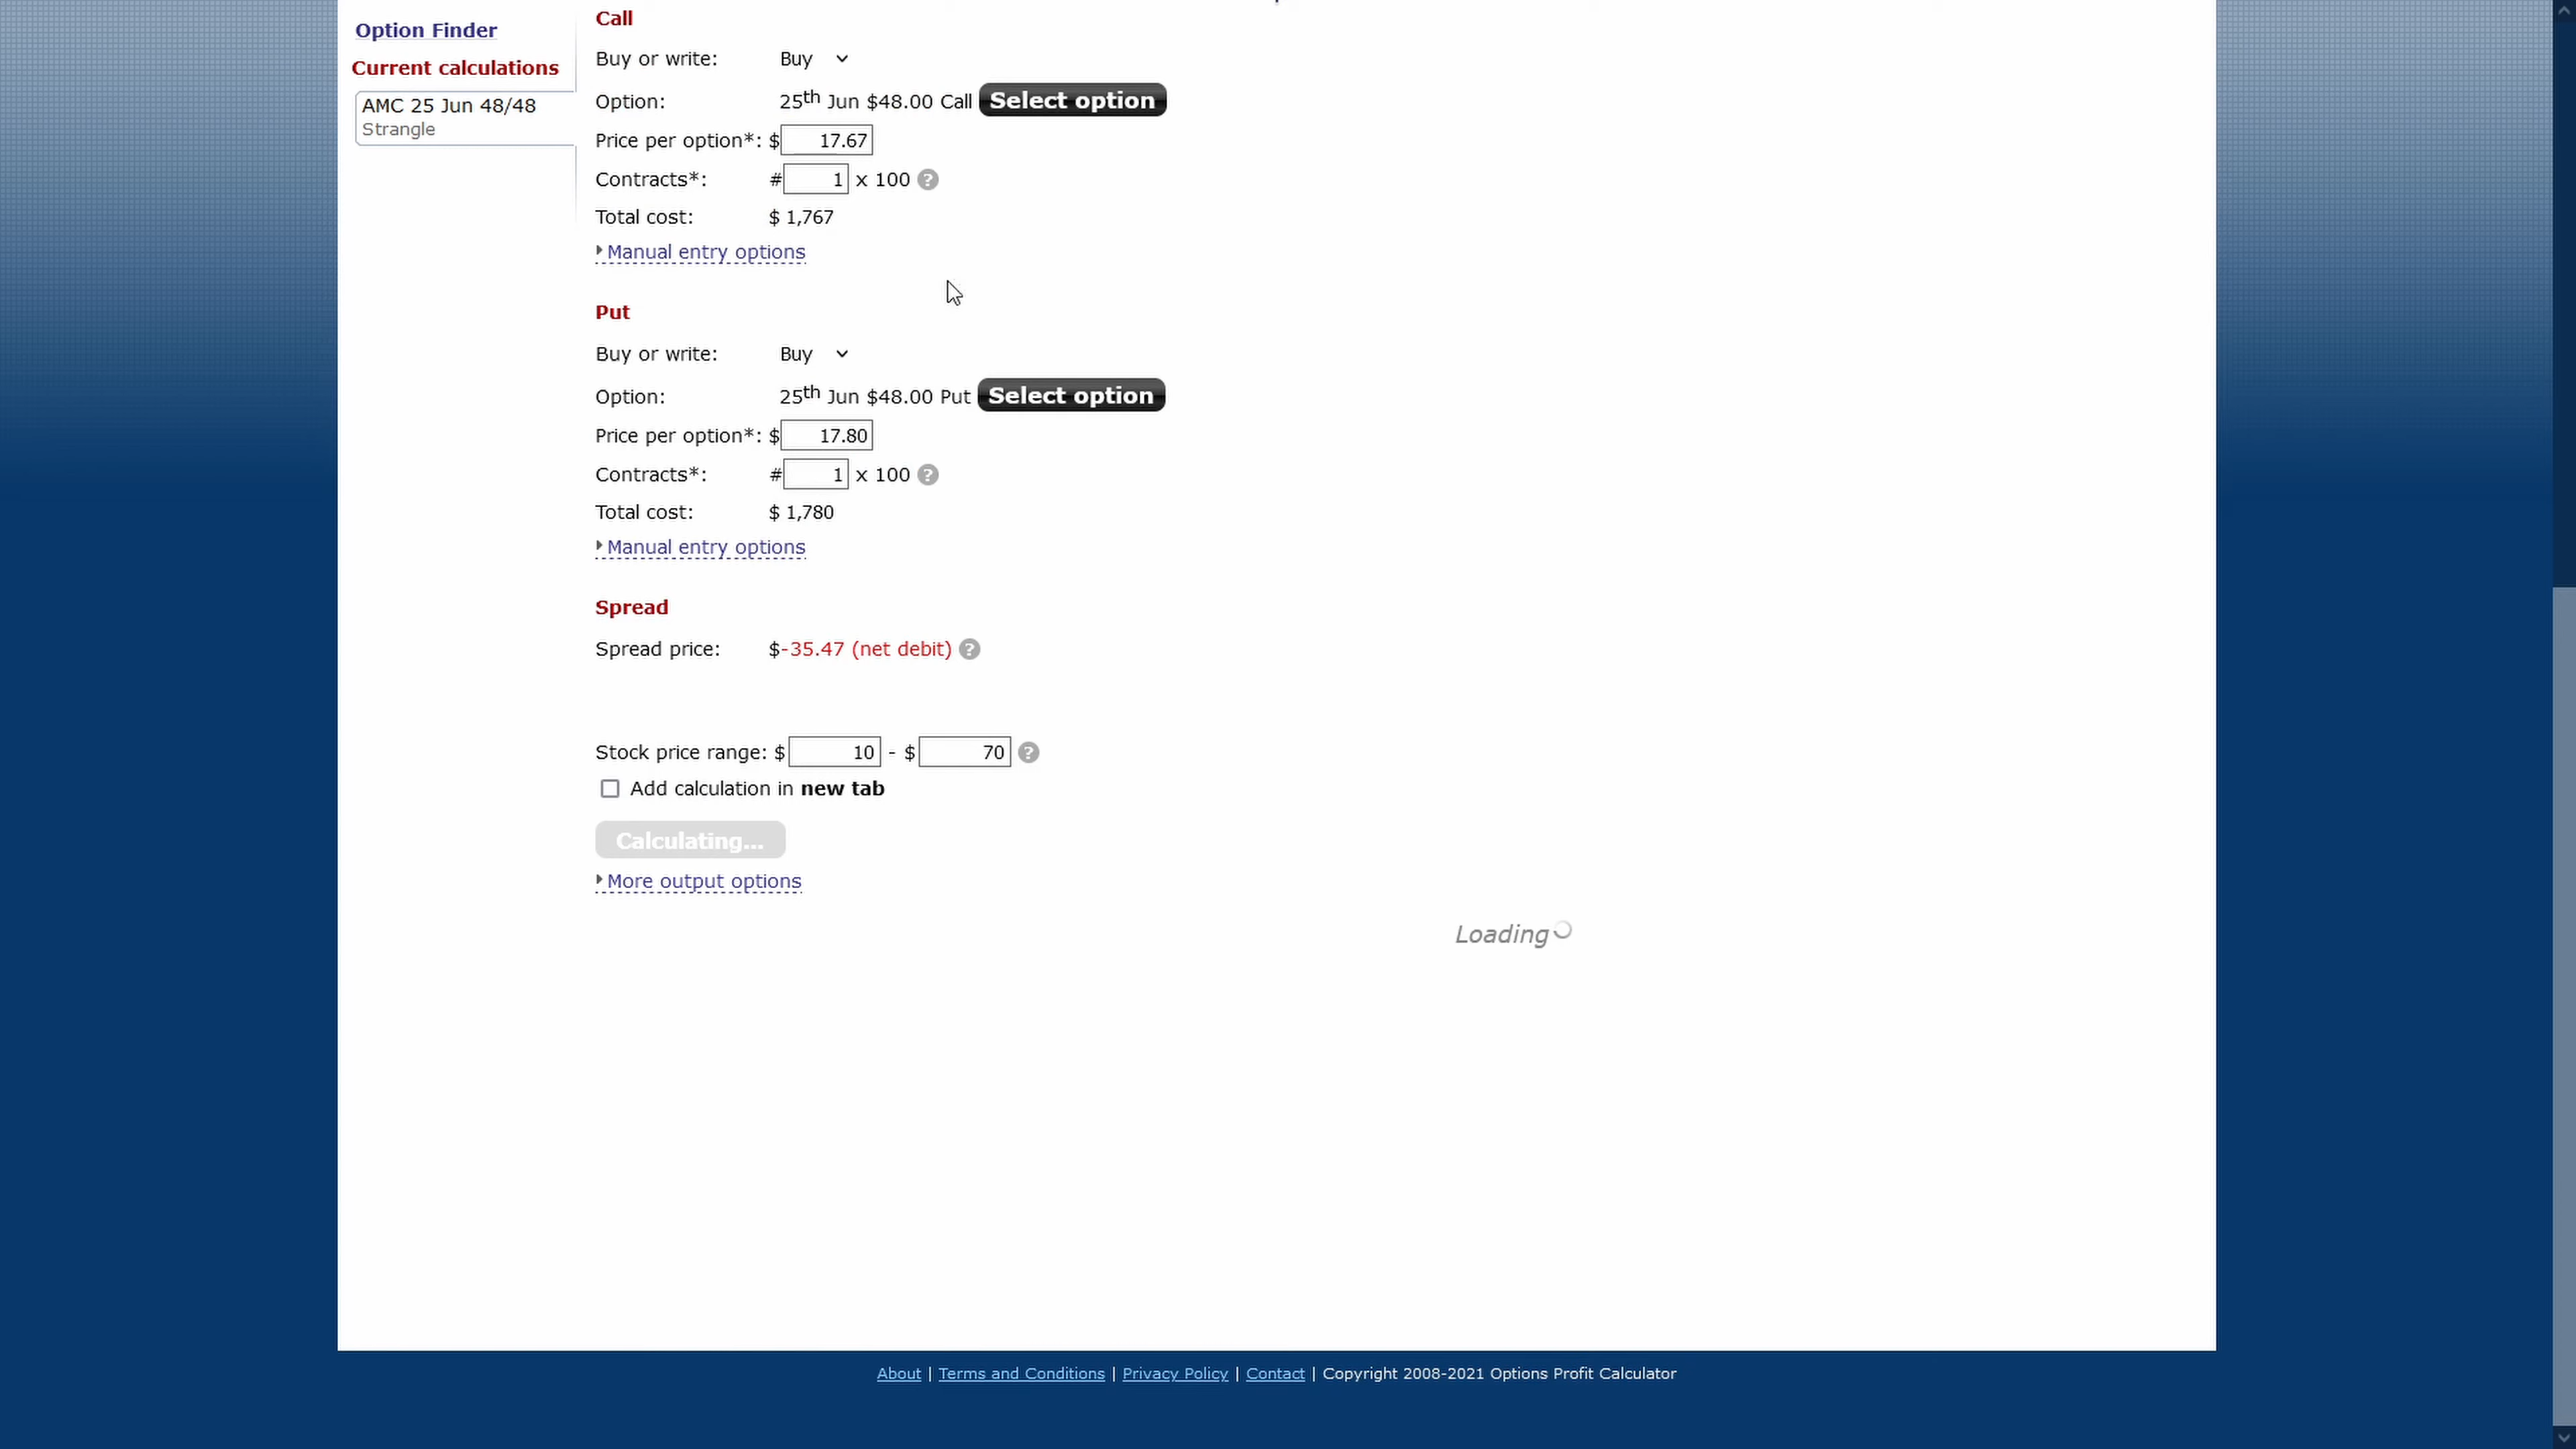 Option Finder
Current calculations
AMC 25 Jun 48/48
Strangle
Call
Buy or write: Buy
Option: 25th Jun $48.00 Call Select option
Price per option*: $ 17.67
Contracts*: # 1 x 100 ?
Total cost: $ 1,767
Manual entry options
Put
Buy or write: Buy
Option: 25th Jun $48.00 Put Select option
Price per option*: $ 17.80
Contracts*: # 1 x 100 ?
Total cost: $ 1,780
Manual entry options
Spread
Spread price: $-35.47 (net debit) ?
Stock price range: $ 10 - $ 70 ?
Add calculation in new tab
Calculating...
More output options
Loading
About | Terms and Conditions | Privacy Policy | Contact | Copyright 2008-2021 Options Profit Calculator